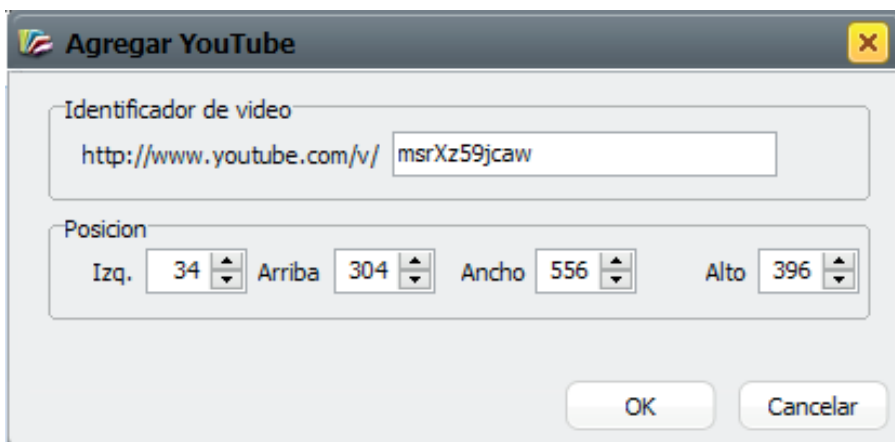 Agregar YouTube
Identificador de video
http://www.youtube.com/v/ msrXz59jcaw
Posicion
Izq. 34 Arriba 304 Ancho 556 Alto 396
OK Cancelar